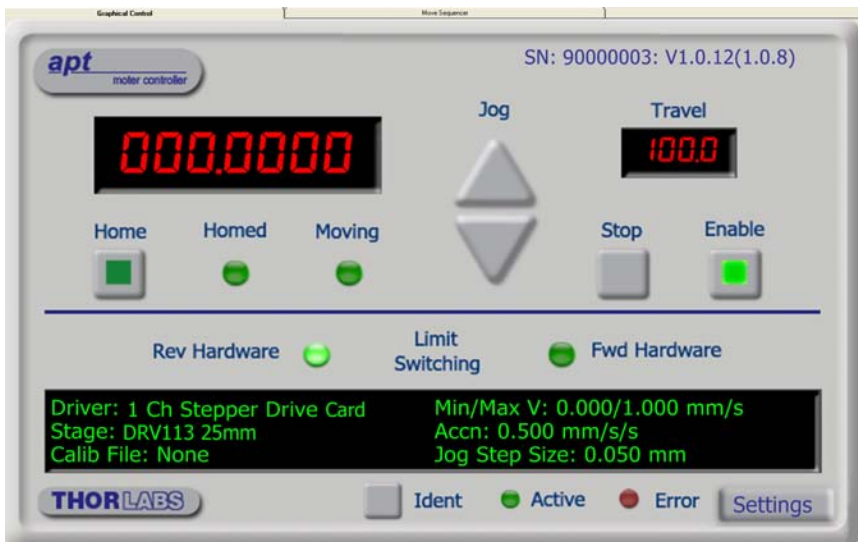 Graphical Control
Move Sequencer
apt
moter controller
SN: 90000003: V1.0.12(1.0.8)
Jog
Travel
000.0000
100.0
Home
Homed
Moving
Stop
Enable
Rev Hardware
Limit
Switching
Fwd Hardware
Driver: 1 Ch Stepper Drive Card
Stage: DRV113 25mm
Calib File: None
Min/Max V: 0.000/1.000 mm/s
Accn: 0.500 mm/s/s
Jog Step Size: 0.050 mm
THORLABS
Ident
Active
Error
Settings